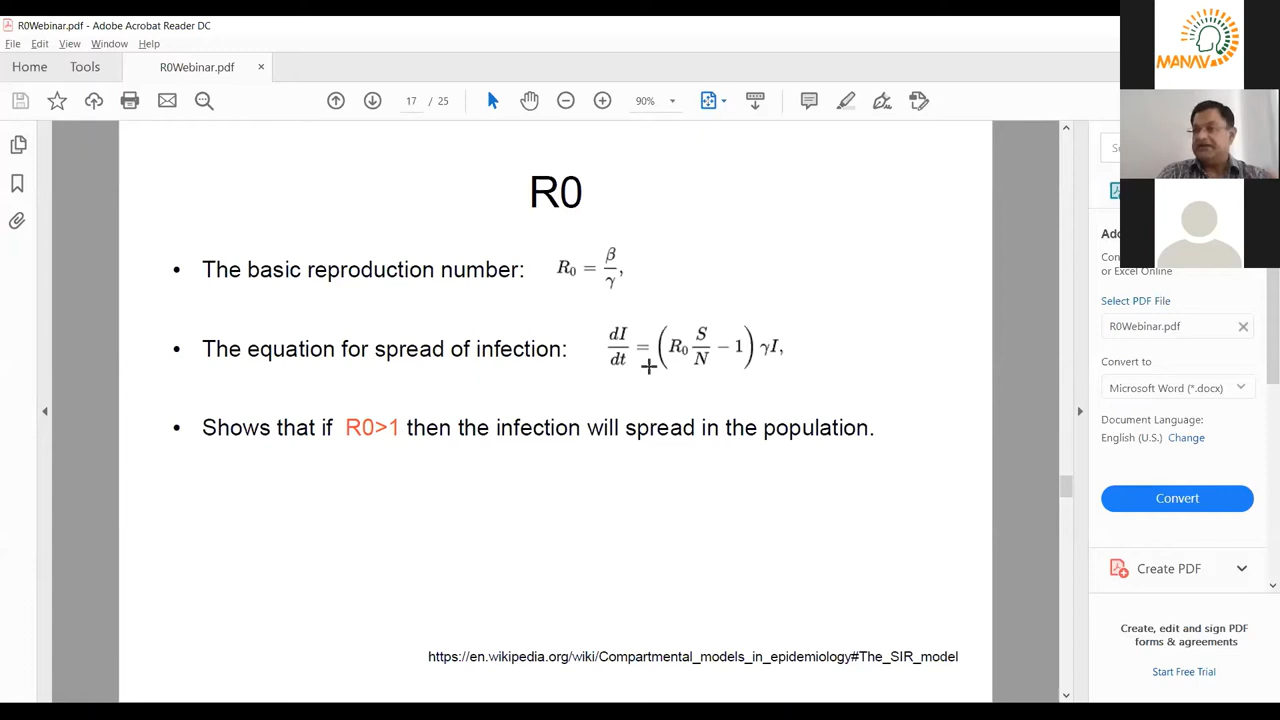 R0Webinar.pdf - Adobe Acrobat Reader DC
File Edit View Window Help
Home Tools R0Webinar.pdf ×
17 / 25 90%
MANAV
R0
• The basic reproduction number: R₀ = β/γ,
• The equation for spread of infection: dI/dt = (R₀ S/N − 1) γI,
• Shows that if R0>1 then the infection will spread in the population.
https://en.wikipedia.org/wiki/Compartmental_models_in_epidemiology#The_SIR_model
or Excel Online
Select PDF File
R0Webinar.pdf
Convert to
Microsoft Word (*.docx)
Document Language:
English (U.S.) Change
Convert
Create PDF
Create, edit and sign PDF
forms & agreements
Start Free Trial